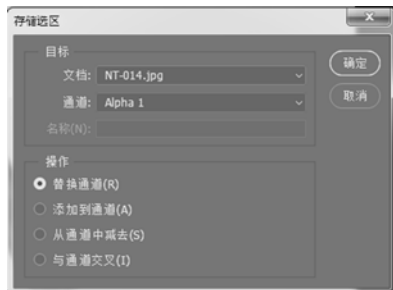 存储选区
目标
文档: NT-014.jpg
通道: Alpha 1
名称(N):
确定
取消
操作
替换通道(R)
添加到通道(A)
从通道中减去(S)
与通道交叉(I)